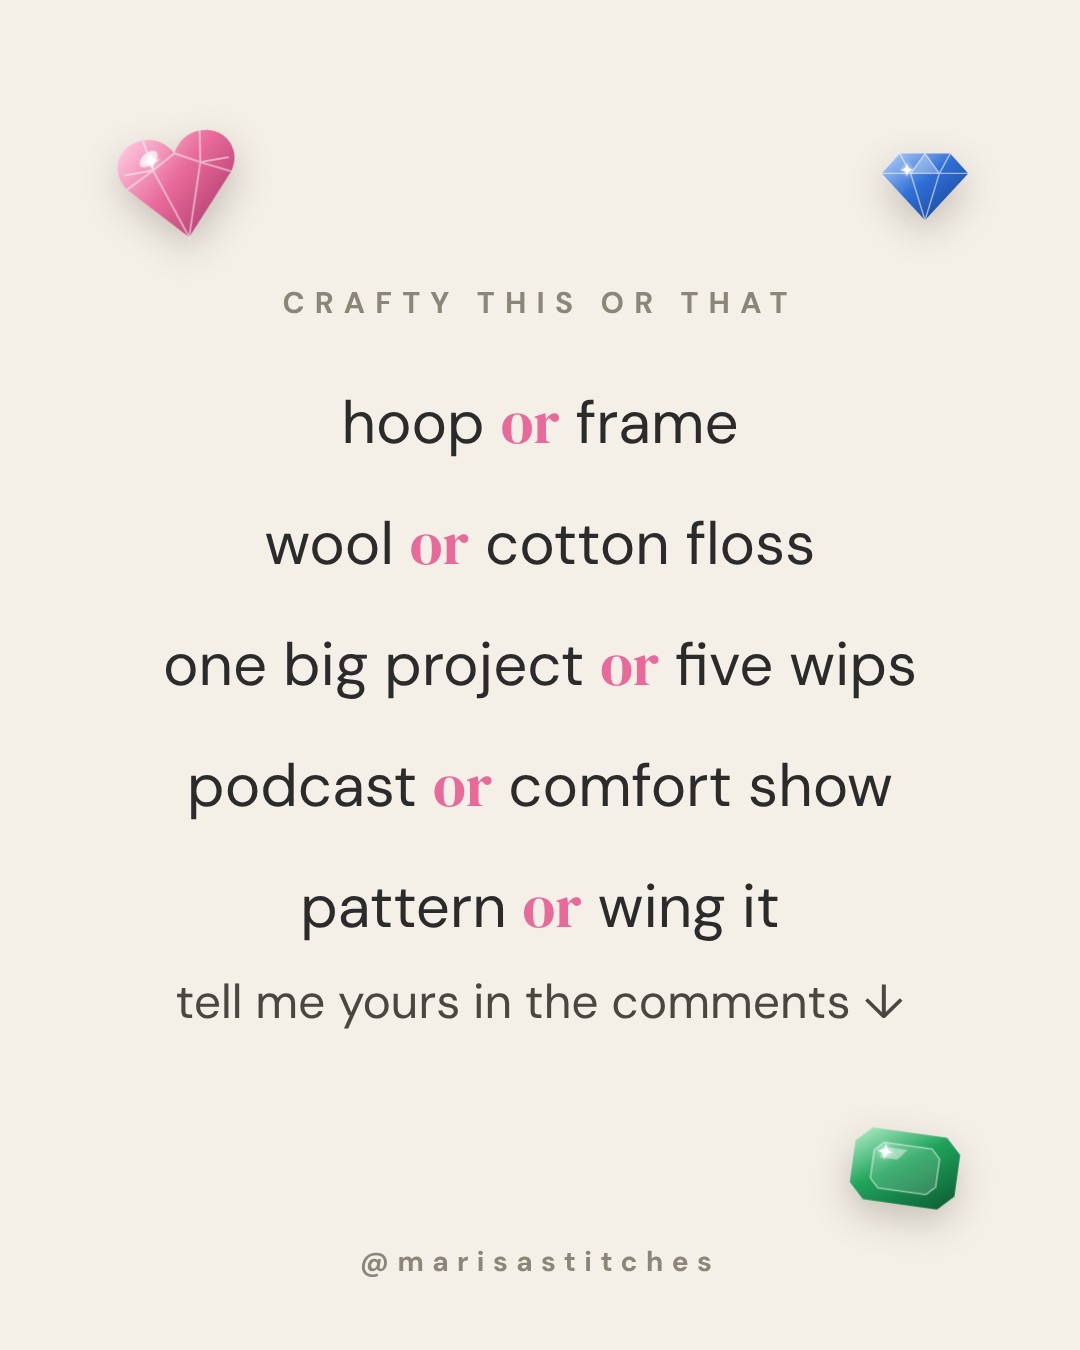 CRAFTY THIS OR THAT
hoop or frame
wool or cotton floss
one big project or five wips
podcast or comfort show
pattern or wing it
tell me yours in the comments ↓
@marisastitches